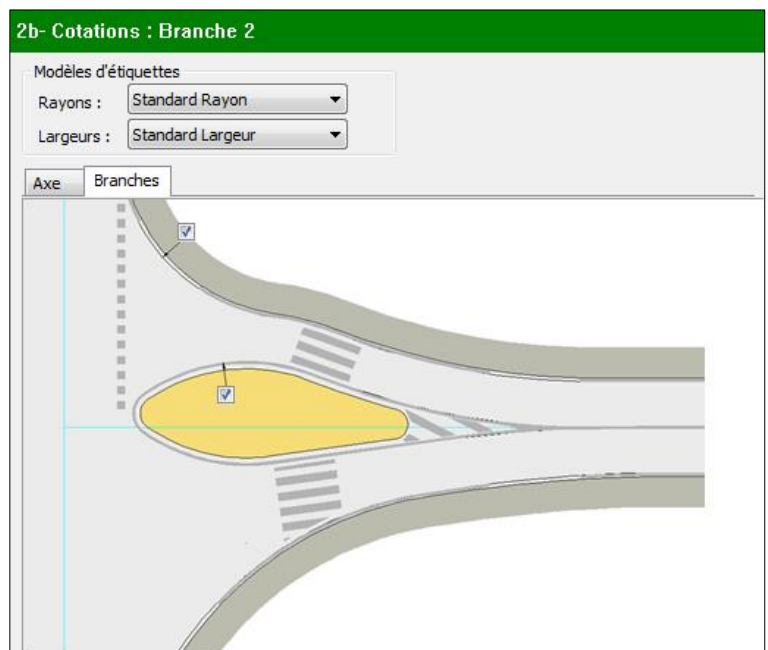 2b- Cotations : Branche 2
Modèles d'étiquettes
Rayons : Standard Rayon
Largeurs : Standard Largeur
Axe Branches